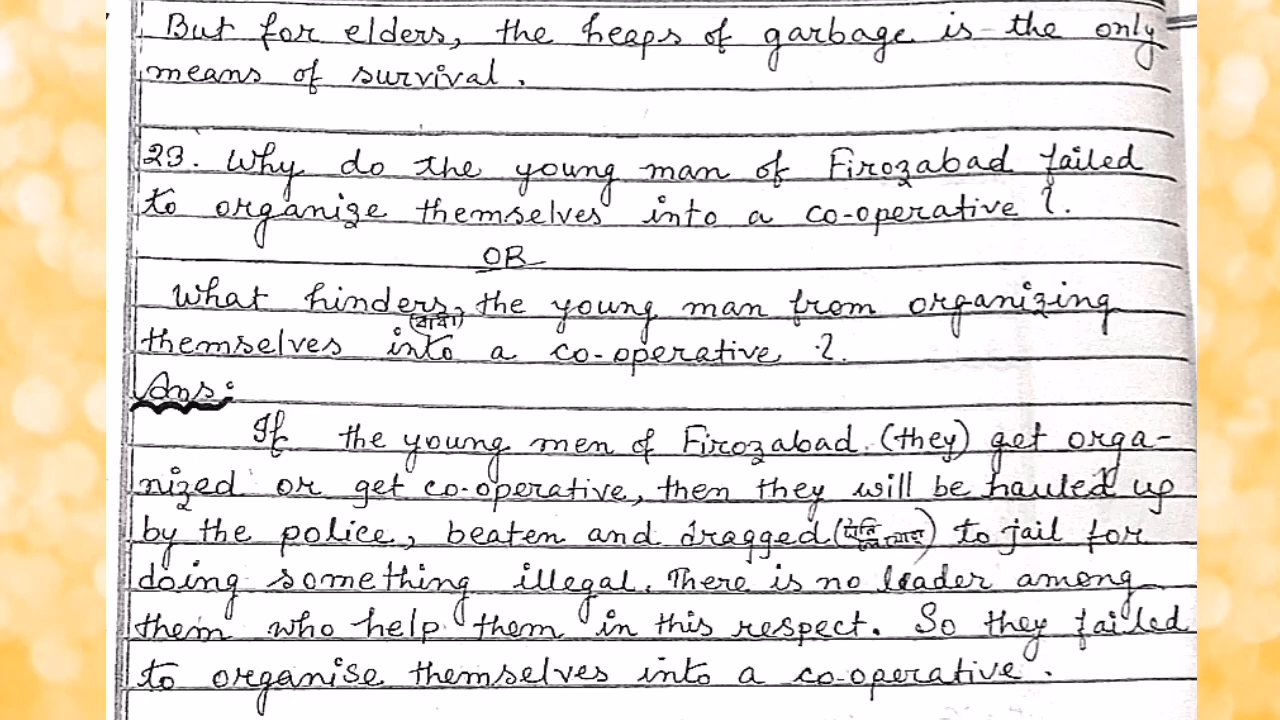 But for elders, the heaps of garbage is the only
means of survival.
23. Why do the young man of Firozabad failed
to organize themselves into a co-operative ?.
OR
What hinders, the young man from organizing
(বাধা)
themselves into a co-operative ?.
Ans:
If the young men of Firozabad. (they) get orga-
nized or get co-operative, then they will be hauled up
by the police, beaten and dragged to jail for
doing something illegal. There is no leader among
them who help them in this respect. So they failed
to organise themselves into a co-operative.